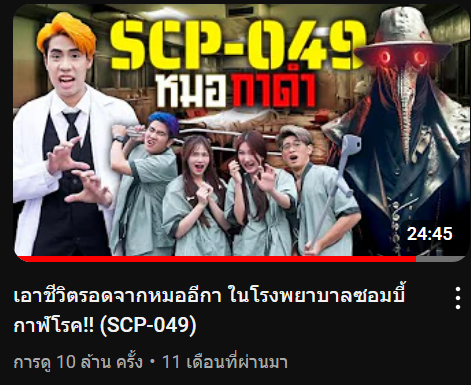 SCP-049
หมอกาดำ
24:45
เอาชีวิตรอดจากหมออีกา ในโรงพยาบาลซอมบี้
กาฬโรค!! (SCP-049)
การดู 10 ล้าน ครั้ง • 11 เดือนที่ผ่านมา